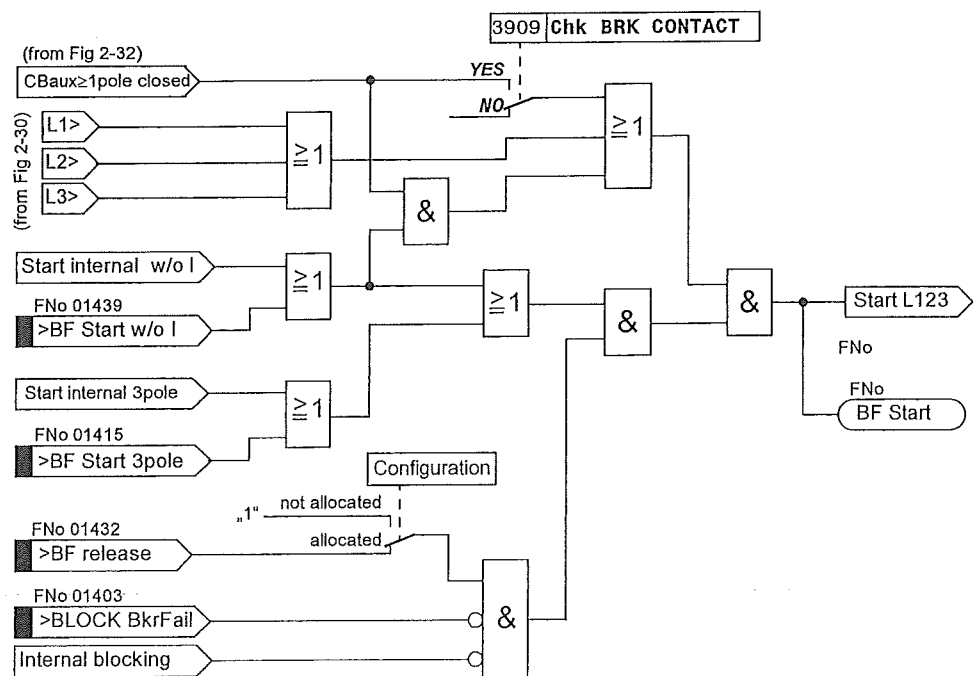 3909 Chk BRK CONTACT
(from Fig 2-32)
CBaux≥1pole closed
YES
NO
(from Fig 2-30)
L1>
L2>
L3>
≥1
≥1
&
Start internal w/o I
FNo 01439
>BF Start w/o I
≥1
≥1
&
&
Start L123
FNo
FNo
BF Start
Start internal 3pole
FNo 01415
>BF Start 3pole
≥1
Configuration
„1“ not allocated
allocated
FNo 01432
>BF release
FNo 01403
>BLOCK BkrFail
Internal blocking
&